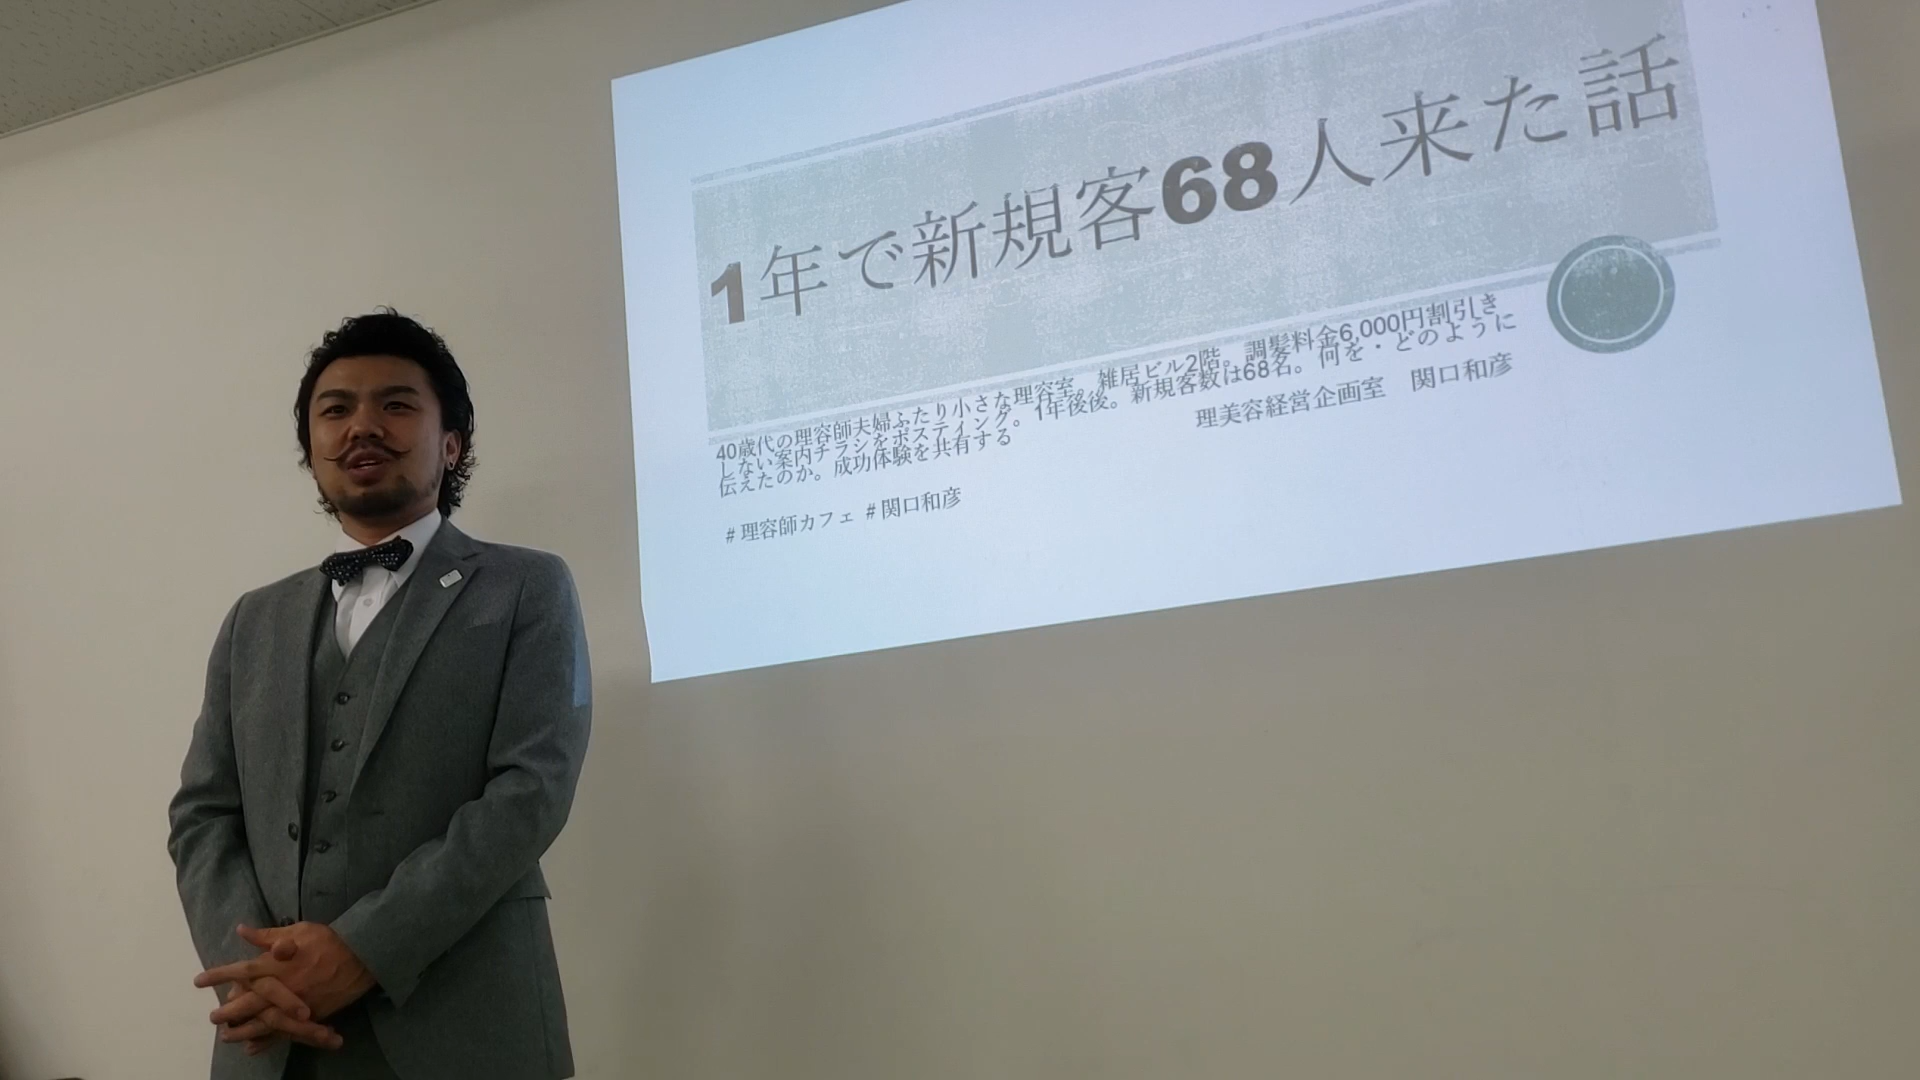 1年で新規客68人来た話
40歳代の理容師夫婦ふたり小さな理容室。雑居ビル2階。調髪料金6,000円割引き
しない案内チラシをポスティング。1年後後。新規客数は68名。何を・どのように
伝えたのか。成功体験を共有する
理美容経営企画室 関口和彦
#理容師カフェ #関口和彦